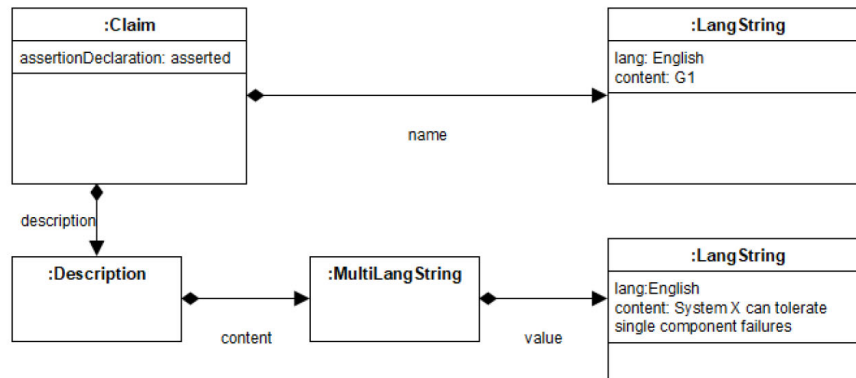 :Claim
assertionDeclaration: asserted
:LangString
lang: English
content: G1
name
description
:Description
content
:MultiLangString
value
:LangString
lang:English
content: System X can tolerate
single component failures